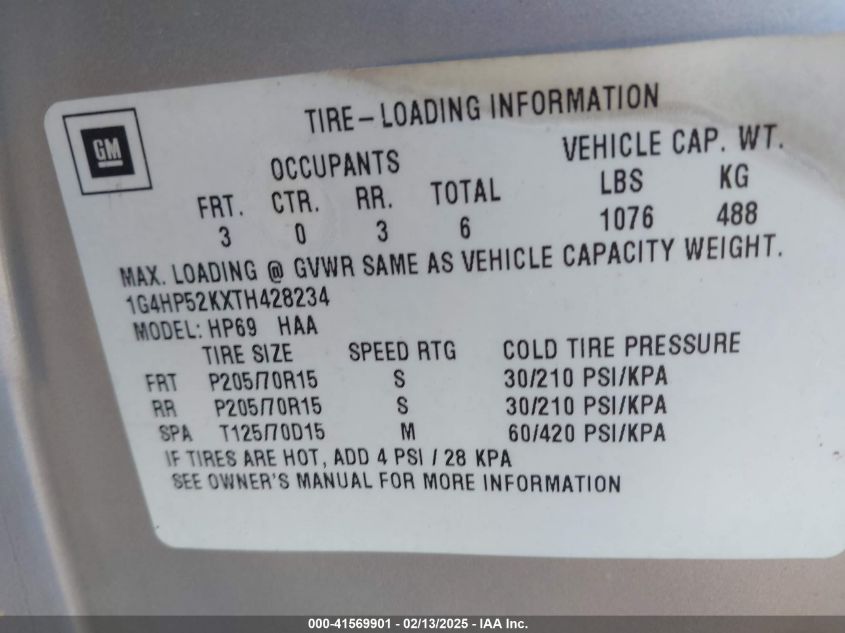 GM
TIRE-LOADING INFORMATION
OCCUPANTS VEHICLE CAP. WT.
FRT. CTR. RR. TOTAL LBS KG
3 0 3 6 1076 488
MAX. LOADING @ GVWR SAME AS VEHICLE CAPACITY WEIGHT.
1G4HP52KXTH428234
MODEL: HP69 HAA
TIRE SIZE SPEED RTG COLD TIRE PRESSURE
FRT P205/70R15 S 30/210 PSI/KPA
RR P205/70R15 S 30/210 PSI/KPA
SPA T125/70D15 M 60/420 PSI/KPA
IF TIRES ARE HOT, ADD 4 PSI / 28 KPA
SEE OWNER'S MANUAL FOR MORE INFORMATION
000-41569901 - 02/13/2025 - IAA Inc.